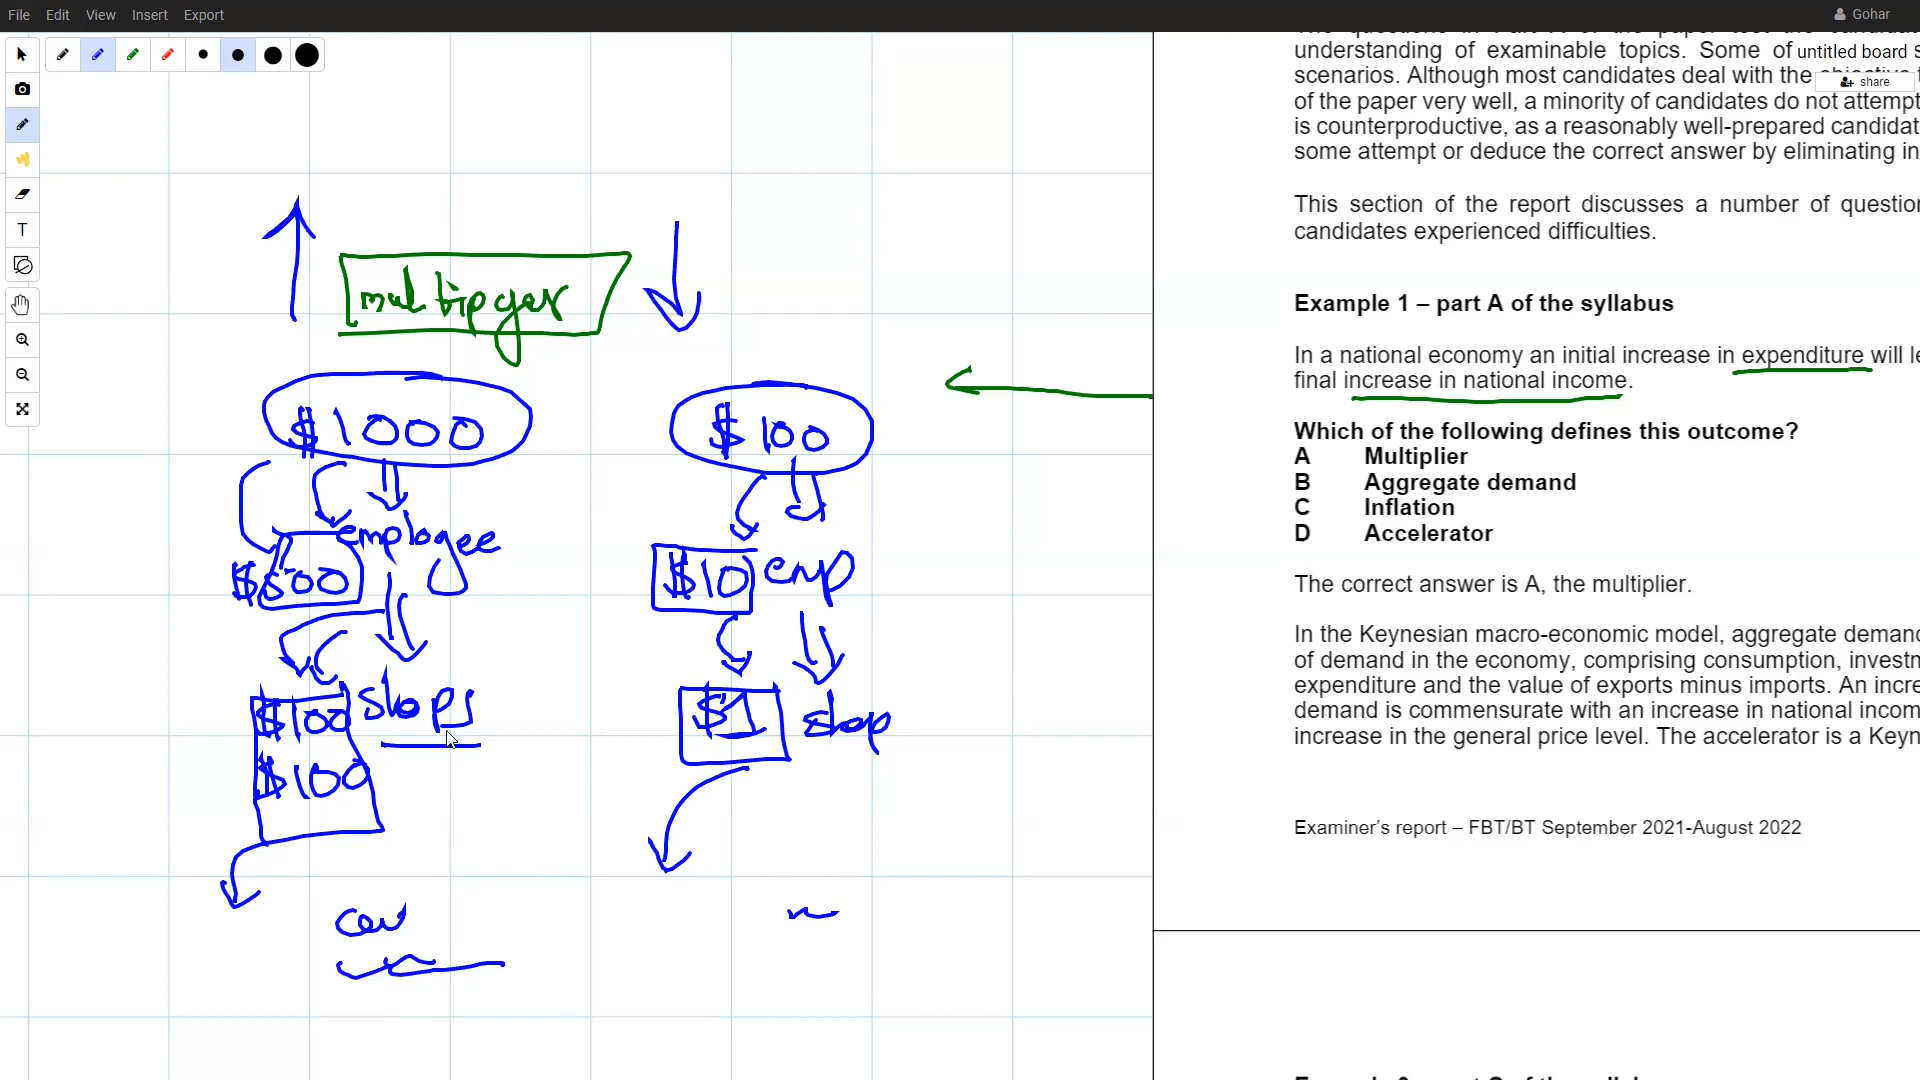 File Edit View Insert Export
Gohar
untitled board s
share
T
understanding of examinable topics. Some of
scenarios. Although most candidates deal with the objective t
of the paper very well, a minority of candidates do not attempt
is counterproductive, as a reasonably well-prepared candidat
some attempt or deduce the correct answer by eliminating in
This section of the report discusses a number of question
candidates experienced difficulties.
Example 1 – part A of the syllabus
In a national economy an initial increase in expenditure will le
final increase in national income.
Which of the following defines this outcome?
A Multiplier
B Aggregate demand
C Inflation
D Accelerator
The correct answer is A, the multiplier.
In the Keynesian macro-economic model, aggregate demand
of demand in the economy, comprising consumption, investm
expenditure and the value of exports minus imports. An incre
demand is commensurate with an increase in national incom
increase in the general price level. The accelerator is a Keyn
Examiner's report – FBT/BT September 2021-August 2022
$1000
$100
employee
$500
$10 emp
$100 shops
$100
$1 shop